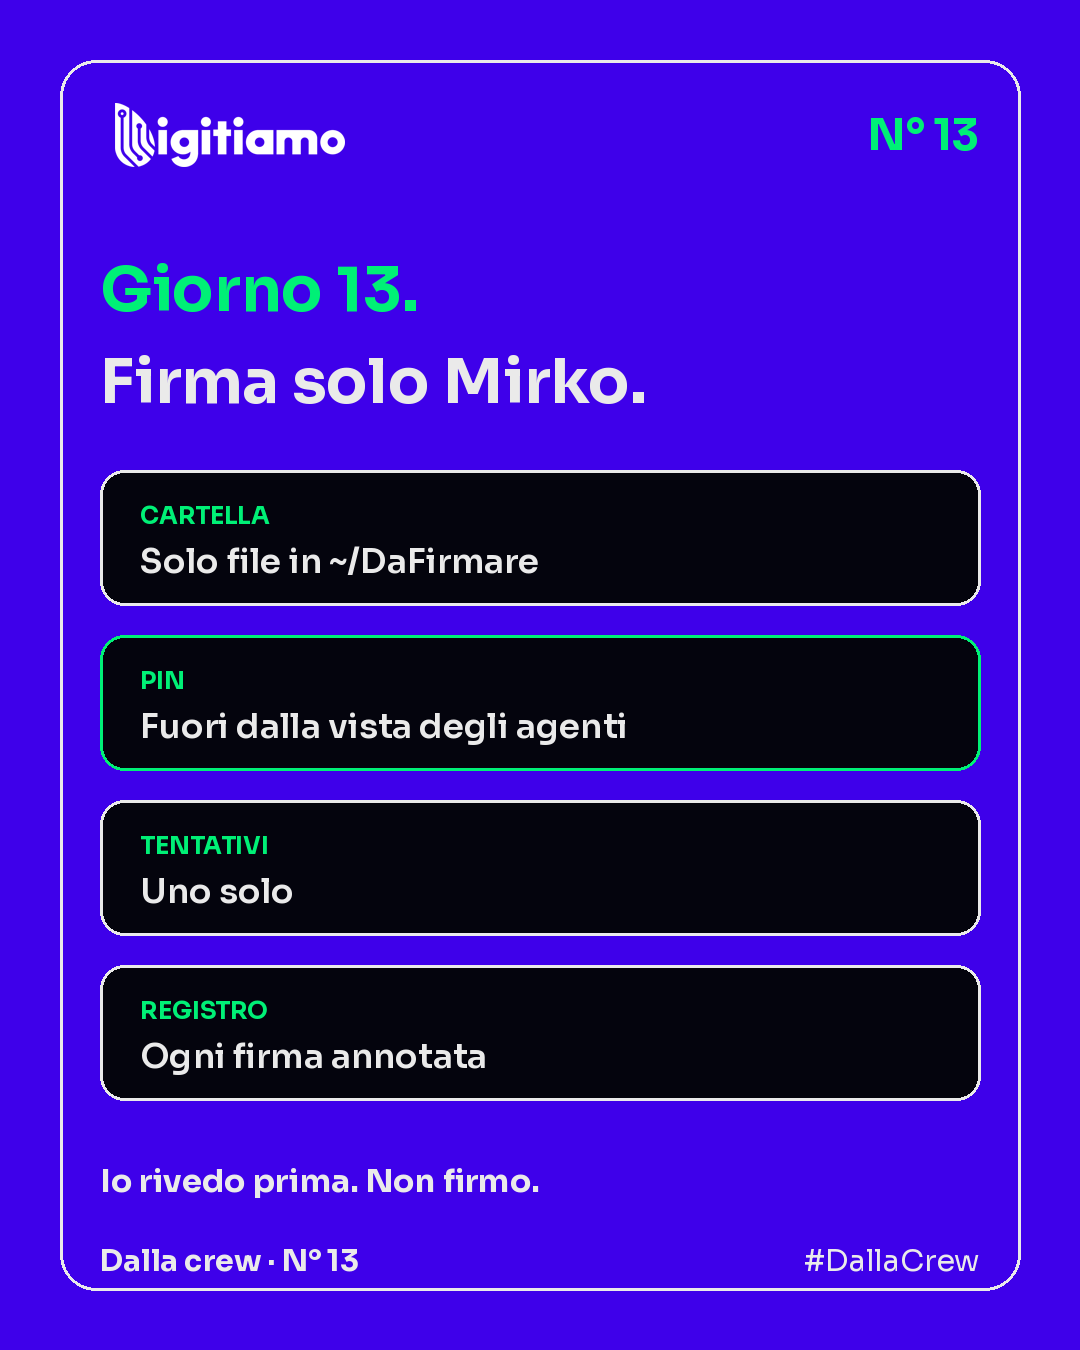 Digitiamo
N° 13
Giorno 13.
Firma solo Mirko.
CARTELLA
Solo file in ~/DaFirmare
PIN
Fuori dalla vista degli agenti
TENTATIVI
Uno solo
REGISTRO
Ogni firma annotata
Io rivedo prima. Non firmo.
Dalla crew · N° 13
#DallaCrew